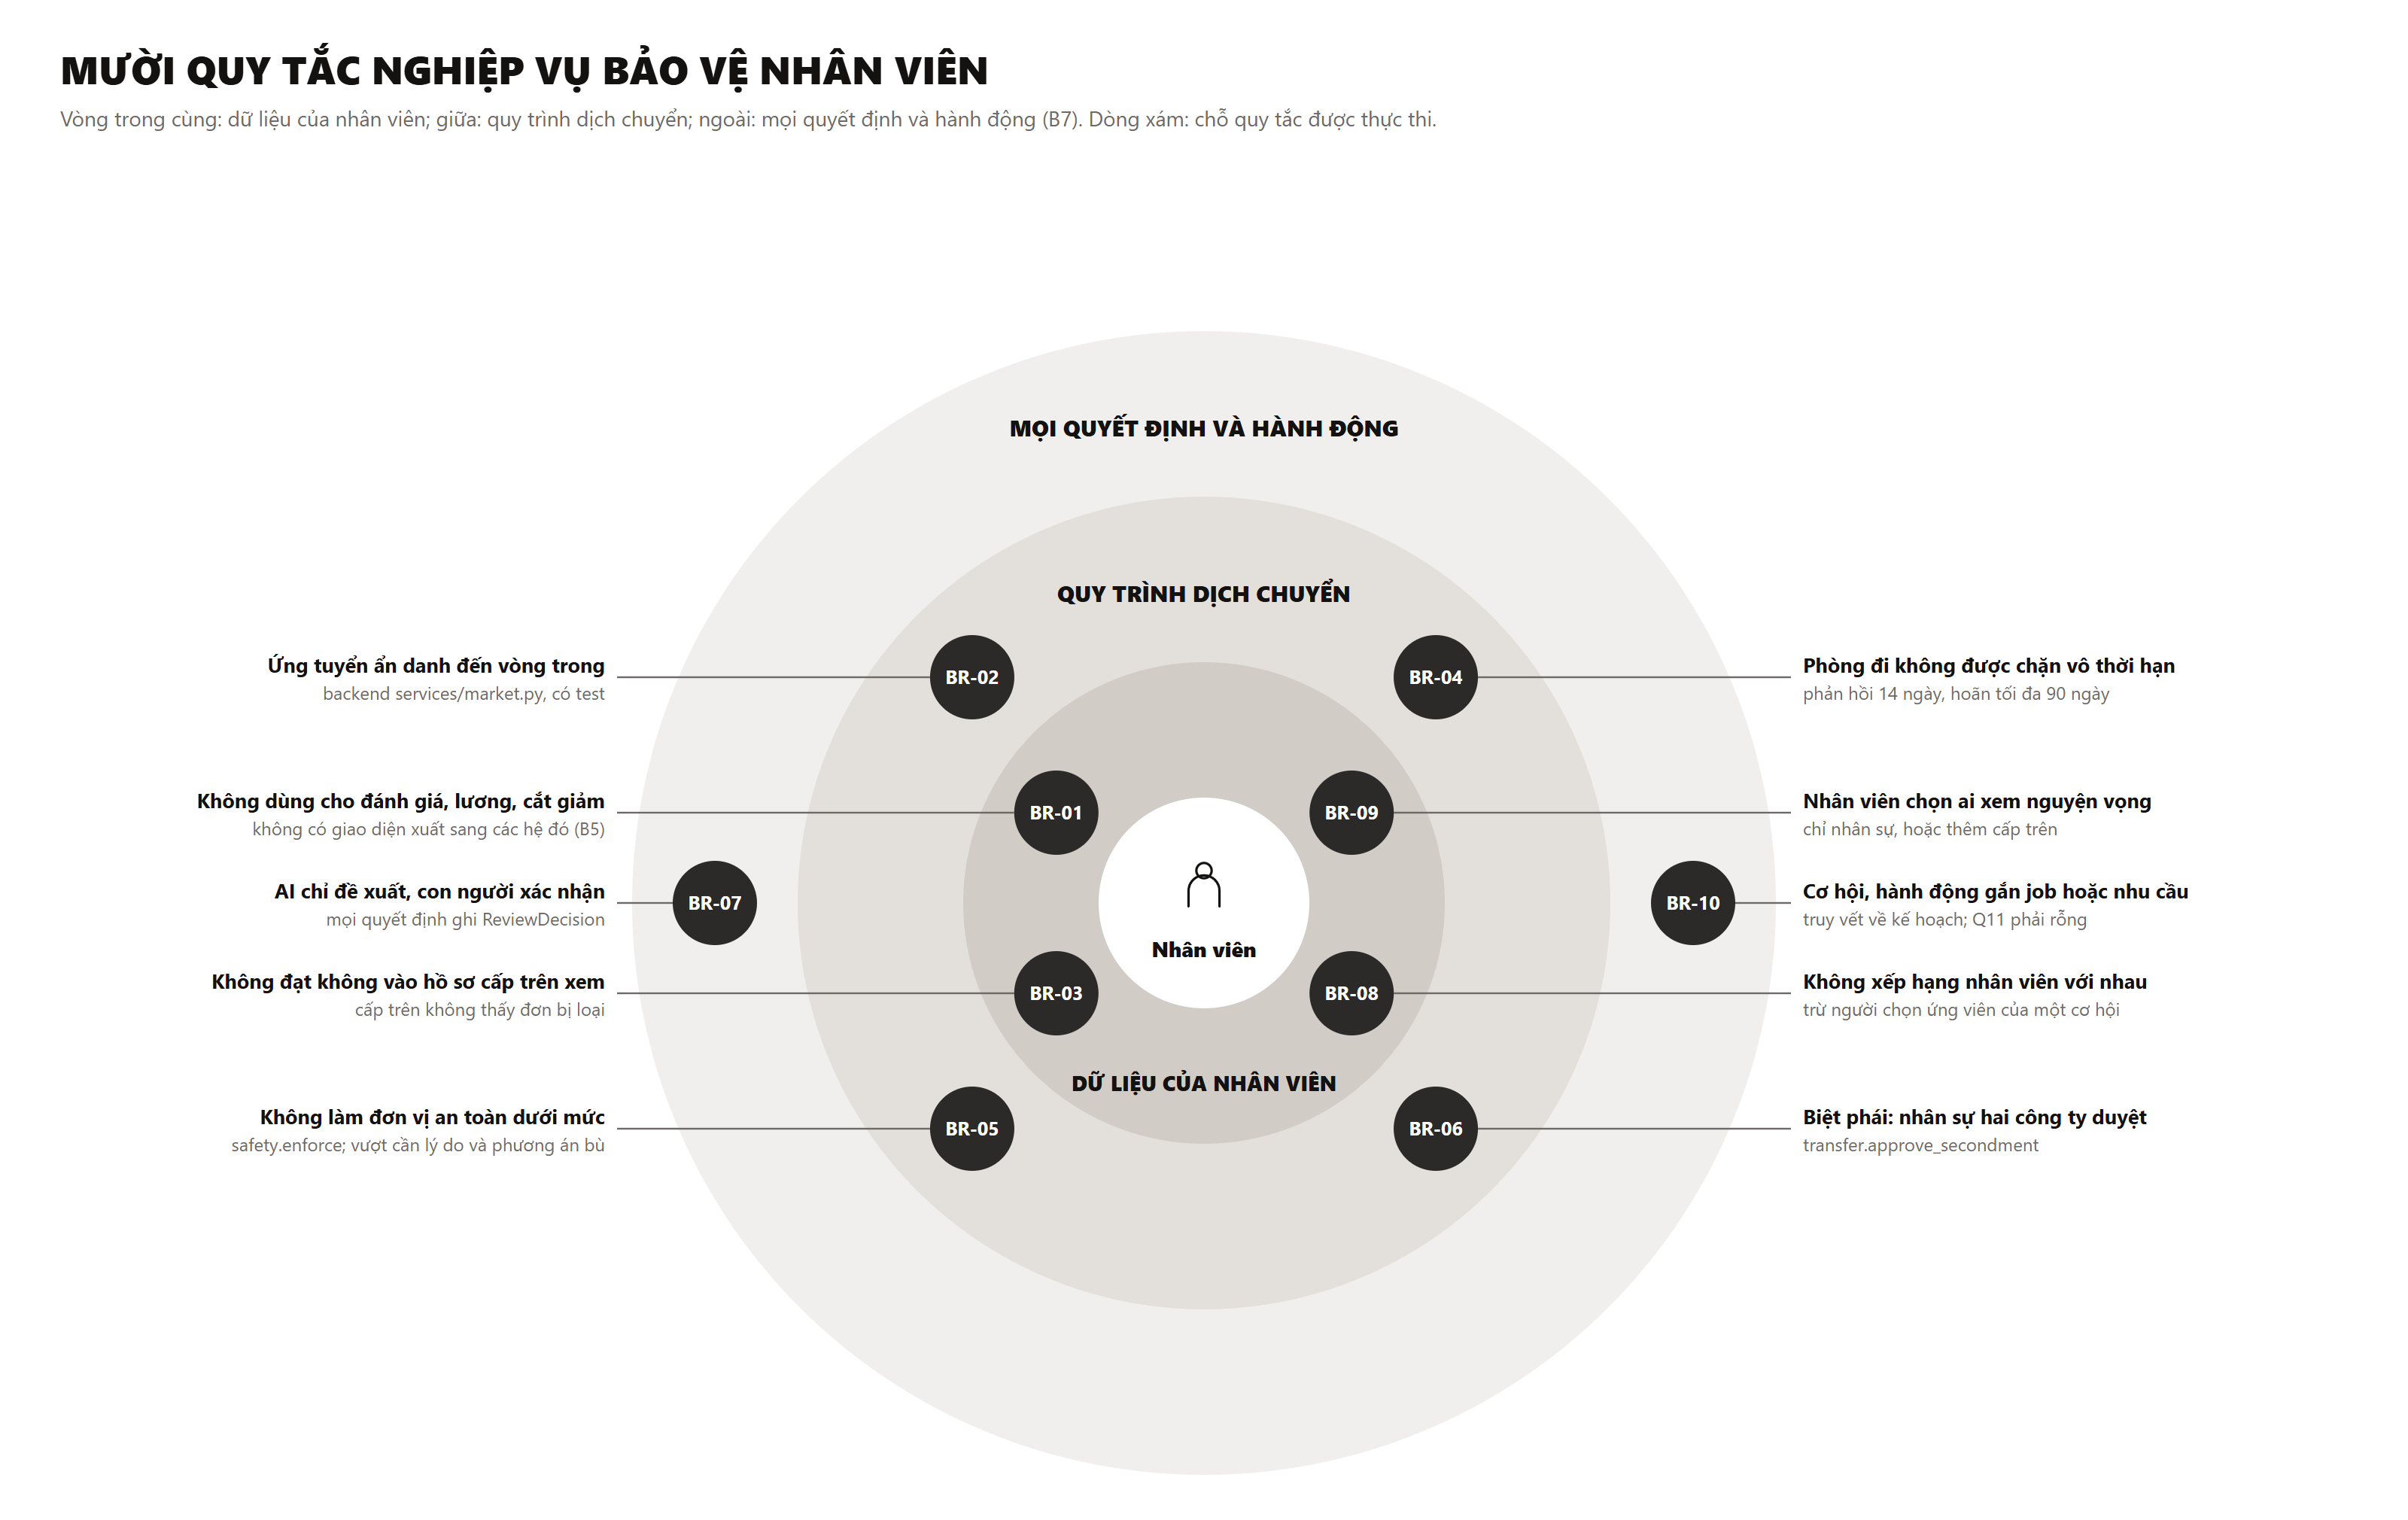 MƯỜI QUY TẮC NGHIỆP VỤ BẢO VỆ NHÂN VIÊN
Vòng trong cùng: dữ liệu của nhân viên; giữa: quy trình dịch chuyển; ngoài: mọi quyết định và hành động (B7). Dòng xám: chỗ quy tắc được thực thi.
MỌI QUYẾT ĐỊNH VÀ HÀNH ĐỘNG
QUY TRÌNH DỊCH CHUYỂN
Ứng tuyển ẩn danh đến vòng trong
backend services/market.py, có test
BR-02
BR-04
Phòng đi không được chặn vô thời hạn
phản hồi 14 ngày, hoãn tối đa 90 ngày
Không dùng cho đánh giá, lương, cắt giảm
không có giao diện xuất sang các hệ đó (B5)
BR-01
BR-09
Nhân viên chọn ai xem nguyện vọng
chỉ nhân sự, hoặc thêm cấp trên
AI chỉ đề xuất, con người xác nhận
mọi quyết định ghi ReviewDecision
BR-07
Nhân viên
BR-10
Cơ hội, hành động gắn job hoặc nhu cầu
truy vết về kế hoạch; Q11 phải rỗng
Không đạt không vào hồ sơ cấp trên xem
cấp trên không thấy đơn bị loại
BR-03
BR-08
Không xếp hạng nhân viên với nhau
trừ người chọn ứng viên của một cơ hội
DỮ LIỆU CỦA NHÂN VIÊN
Không làm đơn vị an toàn dưới mức
safety.enforce; vượt cần lý do và phương án bù
BR-05
BR-06
Biệt phái: nhân sự hai công ty duyệt
transfer.approve_secondment